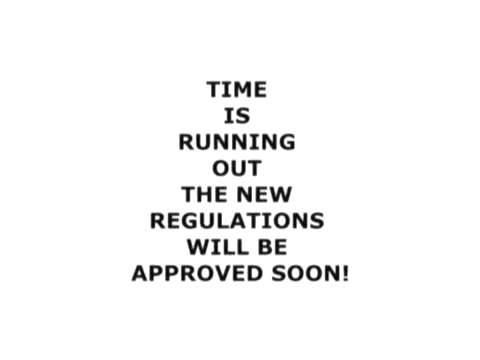 TIME
IS
RUNNING
OUT
THE NEW
REGULATIONS
WILL BE
APPROVED SOON!